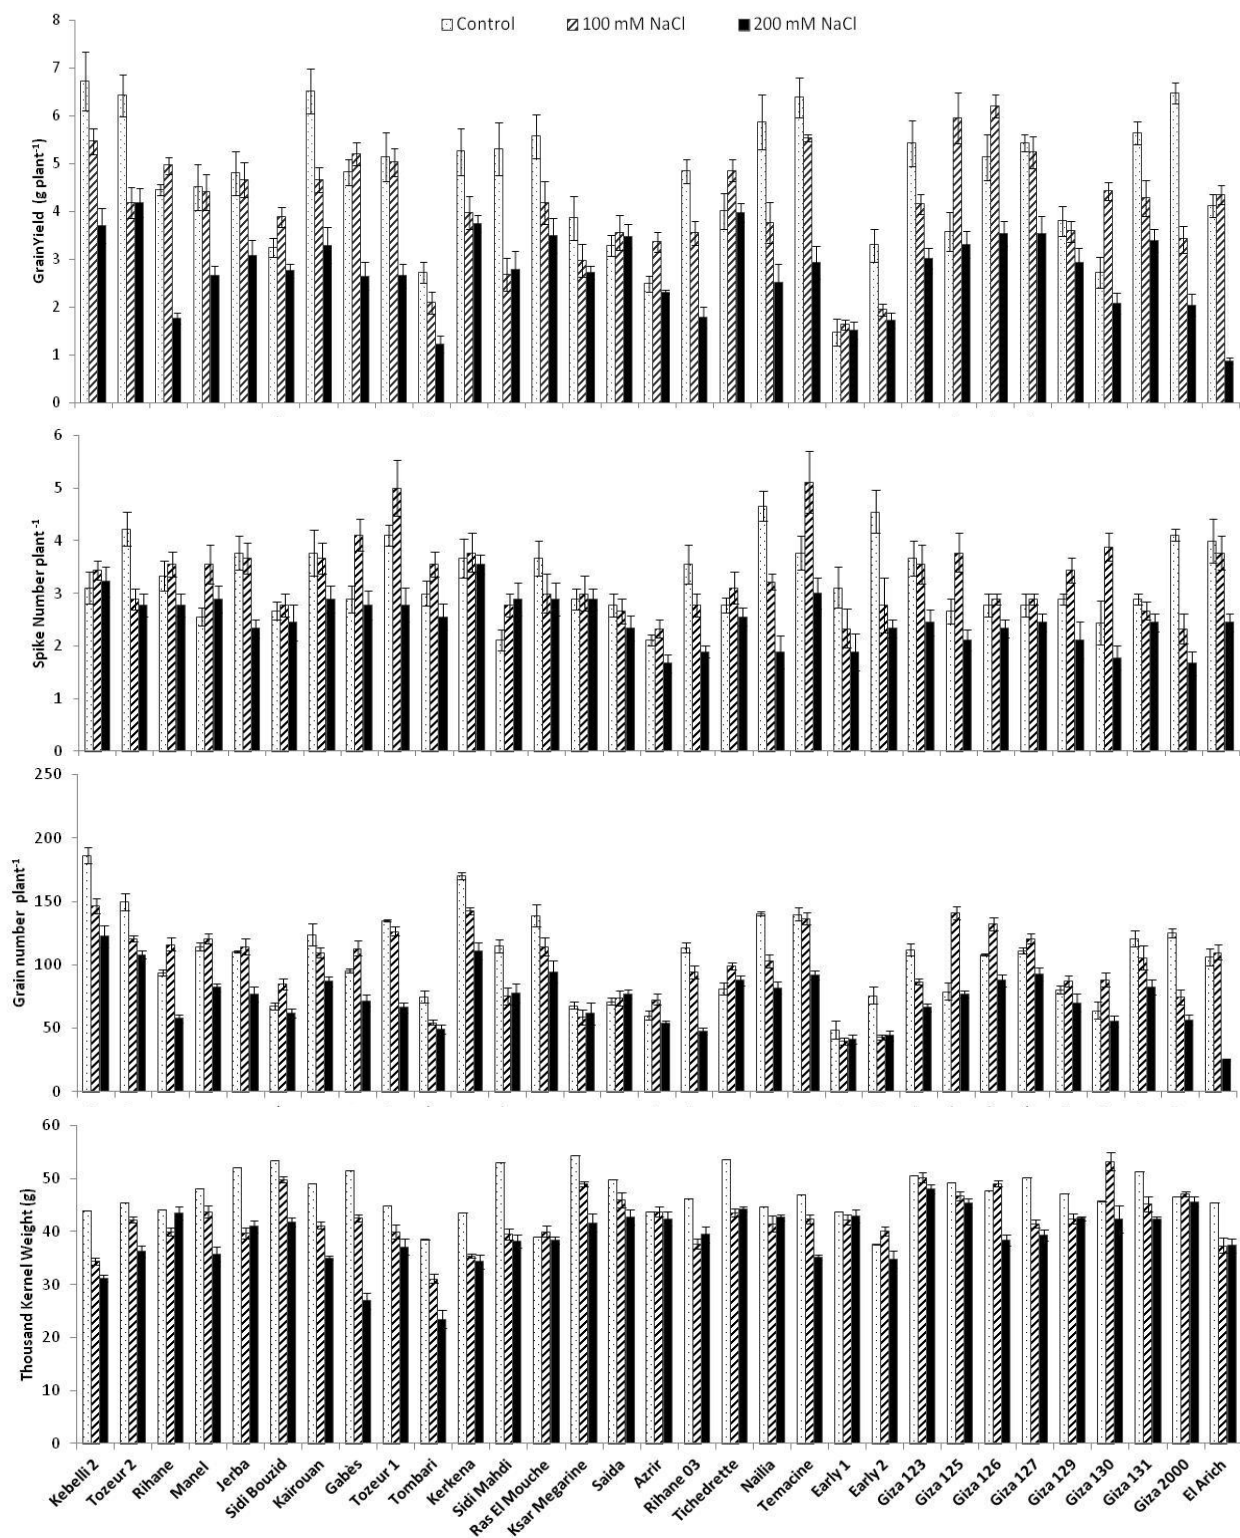 Control 100 mM NaCl 200 mM NaCl
GrainYield (g plant⁻¹)
8
7
6
5
4
3
2
1
0
Spike Number plant⁻¹
6
5
4
3
2
1
0
Grain number plant⁻¹
250
200
150
100
50
0
Thousand Kernel Weight (g)
60
50
40
30
20
10
0
Kebelli 2
Tozeur 2
Rihane
Manel
Jerba
Sidi Bouzid
Kairouan
Gabès
Tozeur 1
Tombari
Kerkena
Sidi Mahdi
Ras El Mouche
Ksar Megarine
Saida
Azrir
Rihane 03
Tichedrette
Nailia
Temacine
Early 1
Early 2
Giza 123
Giza 125
Giza 126
Giza 127
Giza 129
Giza 130
Giza 131
Giza 2000
El Arich